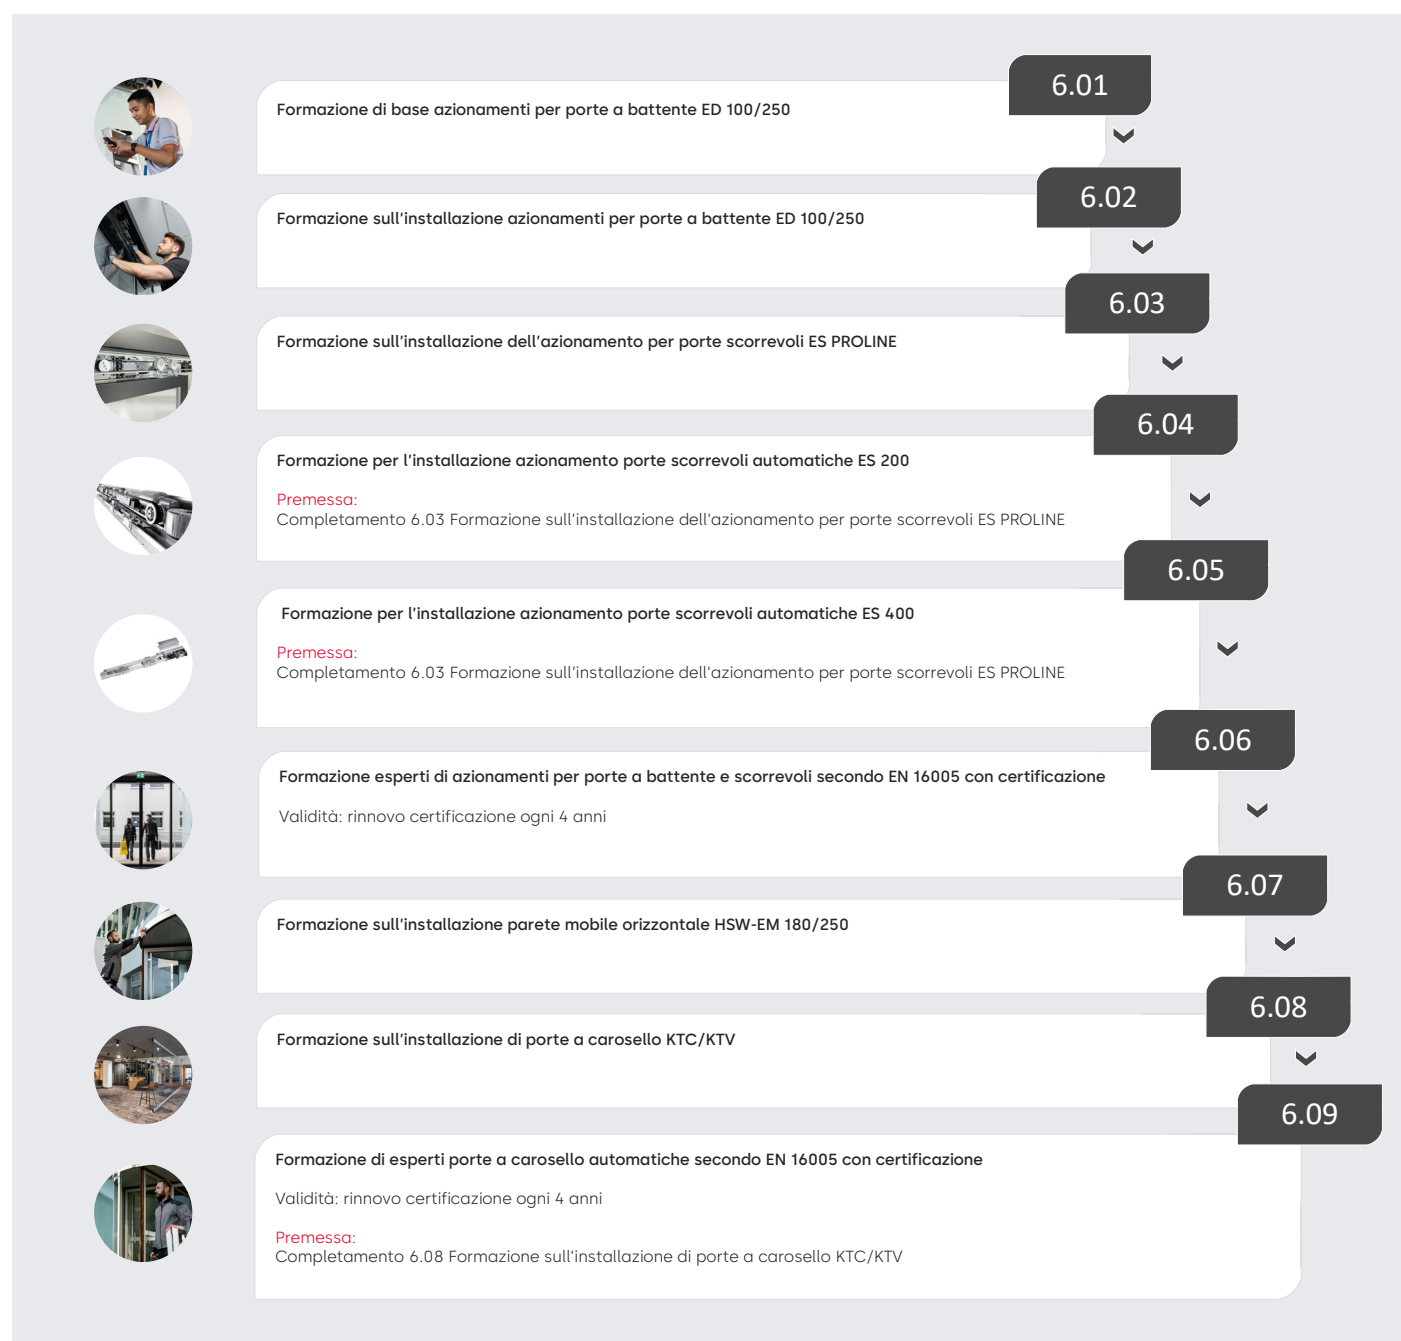 6.01
Formazione di base azionamenti per porte a battente ED 100/250
6.02
Formazione sull'installazione azionamenti per porte a battente ED 100/250
6.03
Formazione sull'installazione dell'azionamento per porte scorrevoli ES PROLINE
6.04
Formazione per l'installazione azionamento porte scorrevoli automatiche ES 200
Premessa:
Completamento 6.03 Formazione sull'installazione dell'azionamento per porte scorrevoli ES PROLINE
6.05
Formazione per l'installazione azionamento porte scorrevoli automatiche ES 400
Premessa:
Completamento 6.03 Formazione sull'installazione dell'azionamento per porte scorrevoli ES PROLINE
6.06
Formazione esperti di azionamenti per porte a battente e scorrevoli secondo EN 16005 con certificazione
Validità: rinnovo certificazione ogni 4 anni
6.07
Formazione sull'installazione parete mobile orizzontale HSW-EM 180/250
6.08
Formazione sull'installazione di porte a carosello KTC/KTV
6.09
Formazione di esperti porte a carosello automatiche secondo EN 16005 con certificazione
Validità: rinnovo certificazione ogni 4 anni
Premessa:
Completamento 6.08 Formazione sull'installazione di porte a carosello KTC/KTV